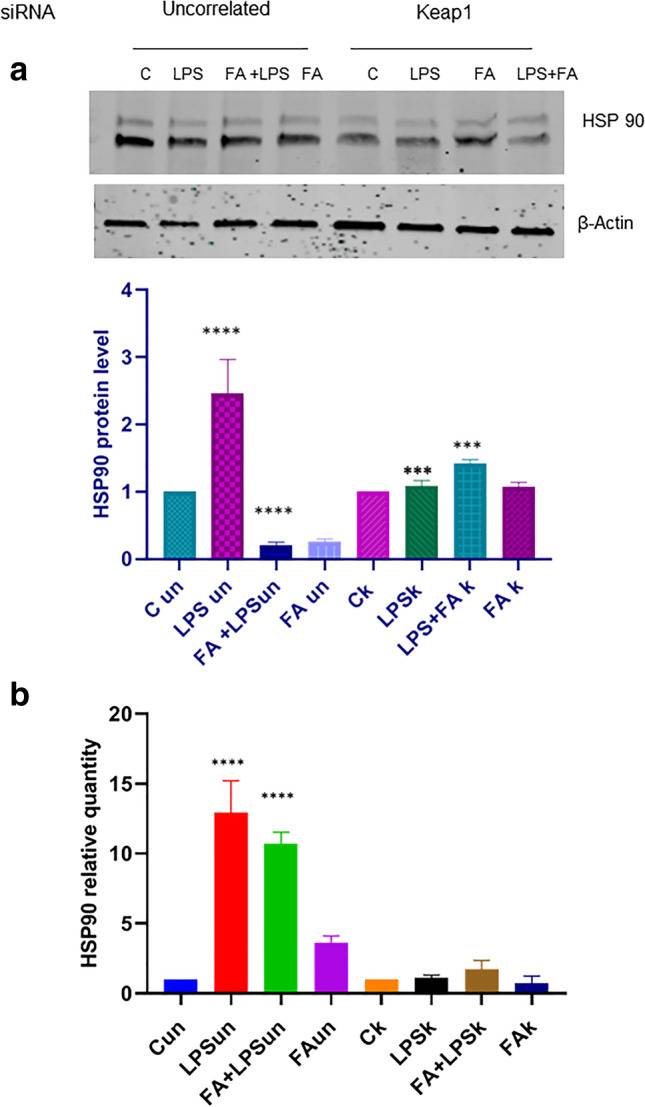 siRNA Uncorrelated Keap1
a
C LPS FA +LPS FA C LPS FA LPS+FA
HSP 90
β-Actin
HSP90 protein level
4
3
2
1
0
****
****
***
***
C un
LPS un
FA +LPSun
FA un
Ck
LPSk
LPS+FA k
FA k
b
HSP90 relative quantity
20
15
10
5
0
****
****
Cun
LPSun
FA+LPSun
FAun
Ck
LPSk
FA+LPSk
FAk